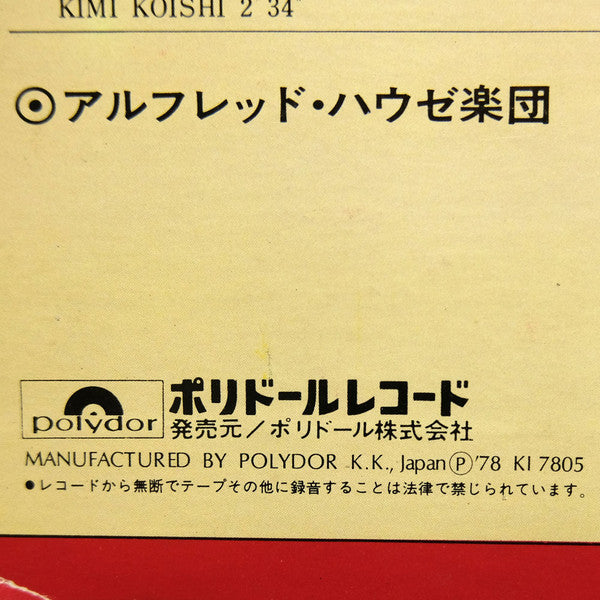 KIMI KOISHI 2′34″
⦿アルフレッド・ハウゼ楽団
polydor
ポリドールレコード
発売元／ポリドール株式会社
MANUFACTURED BY POLYDOR K.K., Japan Ⓟ'78 KI 7805
●レコードから無断でテープその他に録音することは法律で禁じられています。